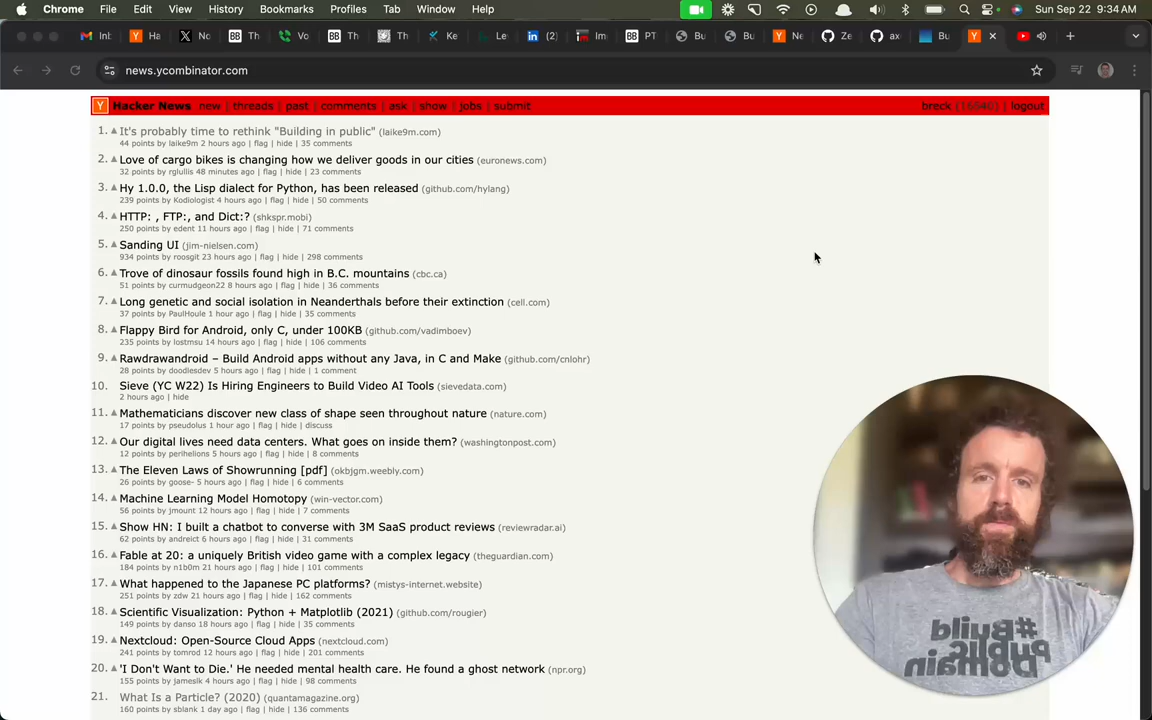 Chrome File Edit View History Bookmarks Profiles Tab Window Help Sun Sep 22 9:34 AM
Inb Ha No BB Th Vo BB Th Th Ke Le (2) Im BB PT Bu Bu Ne Ze ax Bu
news.ycombinator.com
Y Hacker News new | threads | past | comments | ask | show | jobs | submit breck (16540) | logout
1. It's probably time to rethink "Building in public" (laike9m.com)
44 points by laike9m 2 hours ago | flag | hide | 35 comments
2. Love of cargo bikes is changing how we deliver goods in our cities (euronews.com)
32 points by rglullis 48 minutes ago | flag | hide | 23 comments
3. Hy 1.0.0, the Lisp dialect for Python, has been released (github.com/hylang)
239 points by Kodiologist 4 hours ago | flag | hide | 50 comments
4. HTTP: , FTP:, and Dict:? (shkspr.mobi)
250 points by edent 11 hours ago | flag | hide | 71 comments
5. Sanding UI (jim-nielsen.com)
934 points by roosgit 23 hours ago | flag | hide | 298 comments
6. Trove of dinosaur fossils found high in B.C. mountains (cbc.ca)
51 points by curmudgeon22 8 hours ago | flag | hide | 36 comments
7. Long genetic and social isolation in Neanderthals before their extinction (cell.com)
37 points by PaulHoule 1 hour ago | flag | hide | 35 comments
8. Flappy Bird for Android, only C, under 100KB (github.com/vadimboev)
235 points by lostmsu 14 hours ago | flag | hide | 106 comments
9. Rawdrawandroid – Build Android apps without any Java, in C and Make (github.com/cnlohr)
28 points by doodlesdev 5 hours ago | flag | hide | 1 comment
10. Sieve (YC W22) Is Hiring Engineers to Build Video AI Tools (sievedata.com)
2 hours ago | hide
11. Mathematicians discover new class of shape seen throughout nature (nature.com)
17 points by pseudolus 1 hour ago | flag | hide | discuss
12. Our digital lives need data centers. What goes on inside them? (washingtonpost.com)
12 points by perihelions 5 hours ago | flag | hide | 8 comments
13. The Eleven Laws of Showrunning [pdf] (okbjgm.weebly.com)
26 points by goose- 5 hours ago | flag | hide | 6 comments
14. Machine Learning Model Homotopy (win-vector.com)
56 points by jmount 12 hours ago | flag | hide | 7 comments
15. Show HN: I built a chatbot to converse with 3M SaaS product reviews (reviewradar.ai)
62 points by andreict 6 hours ago | flag | hide | 31 comments
16. Fable at 20: a uniquely British video game with a complex legacy (theguardian.com)
184 points by n1b0m 21 hours ago | flag | hide | 101 comments
17. What happened to the Japanese PC platforms? (mistys-internet.website)
251 points by zdw 21 hours ago | flag | hide | 162 comments
18. Scientific Visualization: Python + Matplotlib (2021) (github.com/rougier)
149 points by danso 18 hours ago | flag | hide | 35 comments
19. Nextcloud: Open-Source Cloud Apps (nextcloud.com)
241 points by tomrod 12 hours ago | flag | hide | 201 comments
20. 'I Don't Want to Die.' He needed mental health care. He found a ghost network (npr.org)
155 points by jamesik 4 hours ago | flag | hide | 98 comments
21. What Is a Particle? (2020) (quantamagazine.org)
160 points by sblank 1 day ago | flag | hide | 136 comments
#Build
Public
Domain